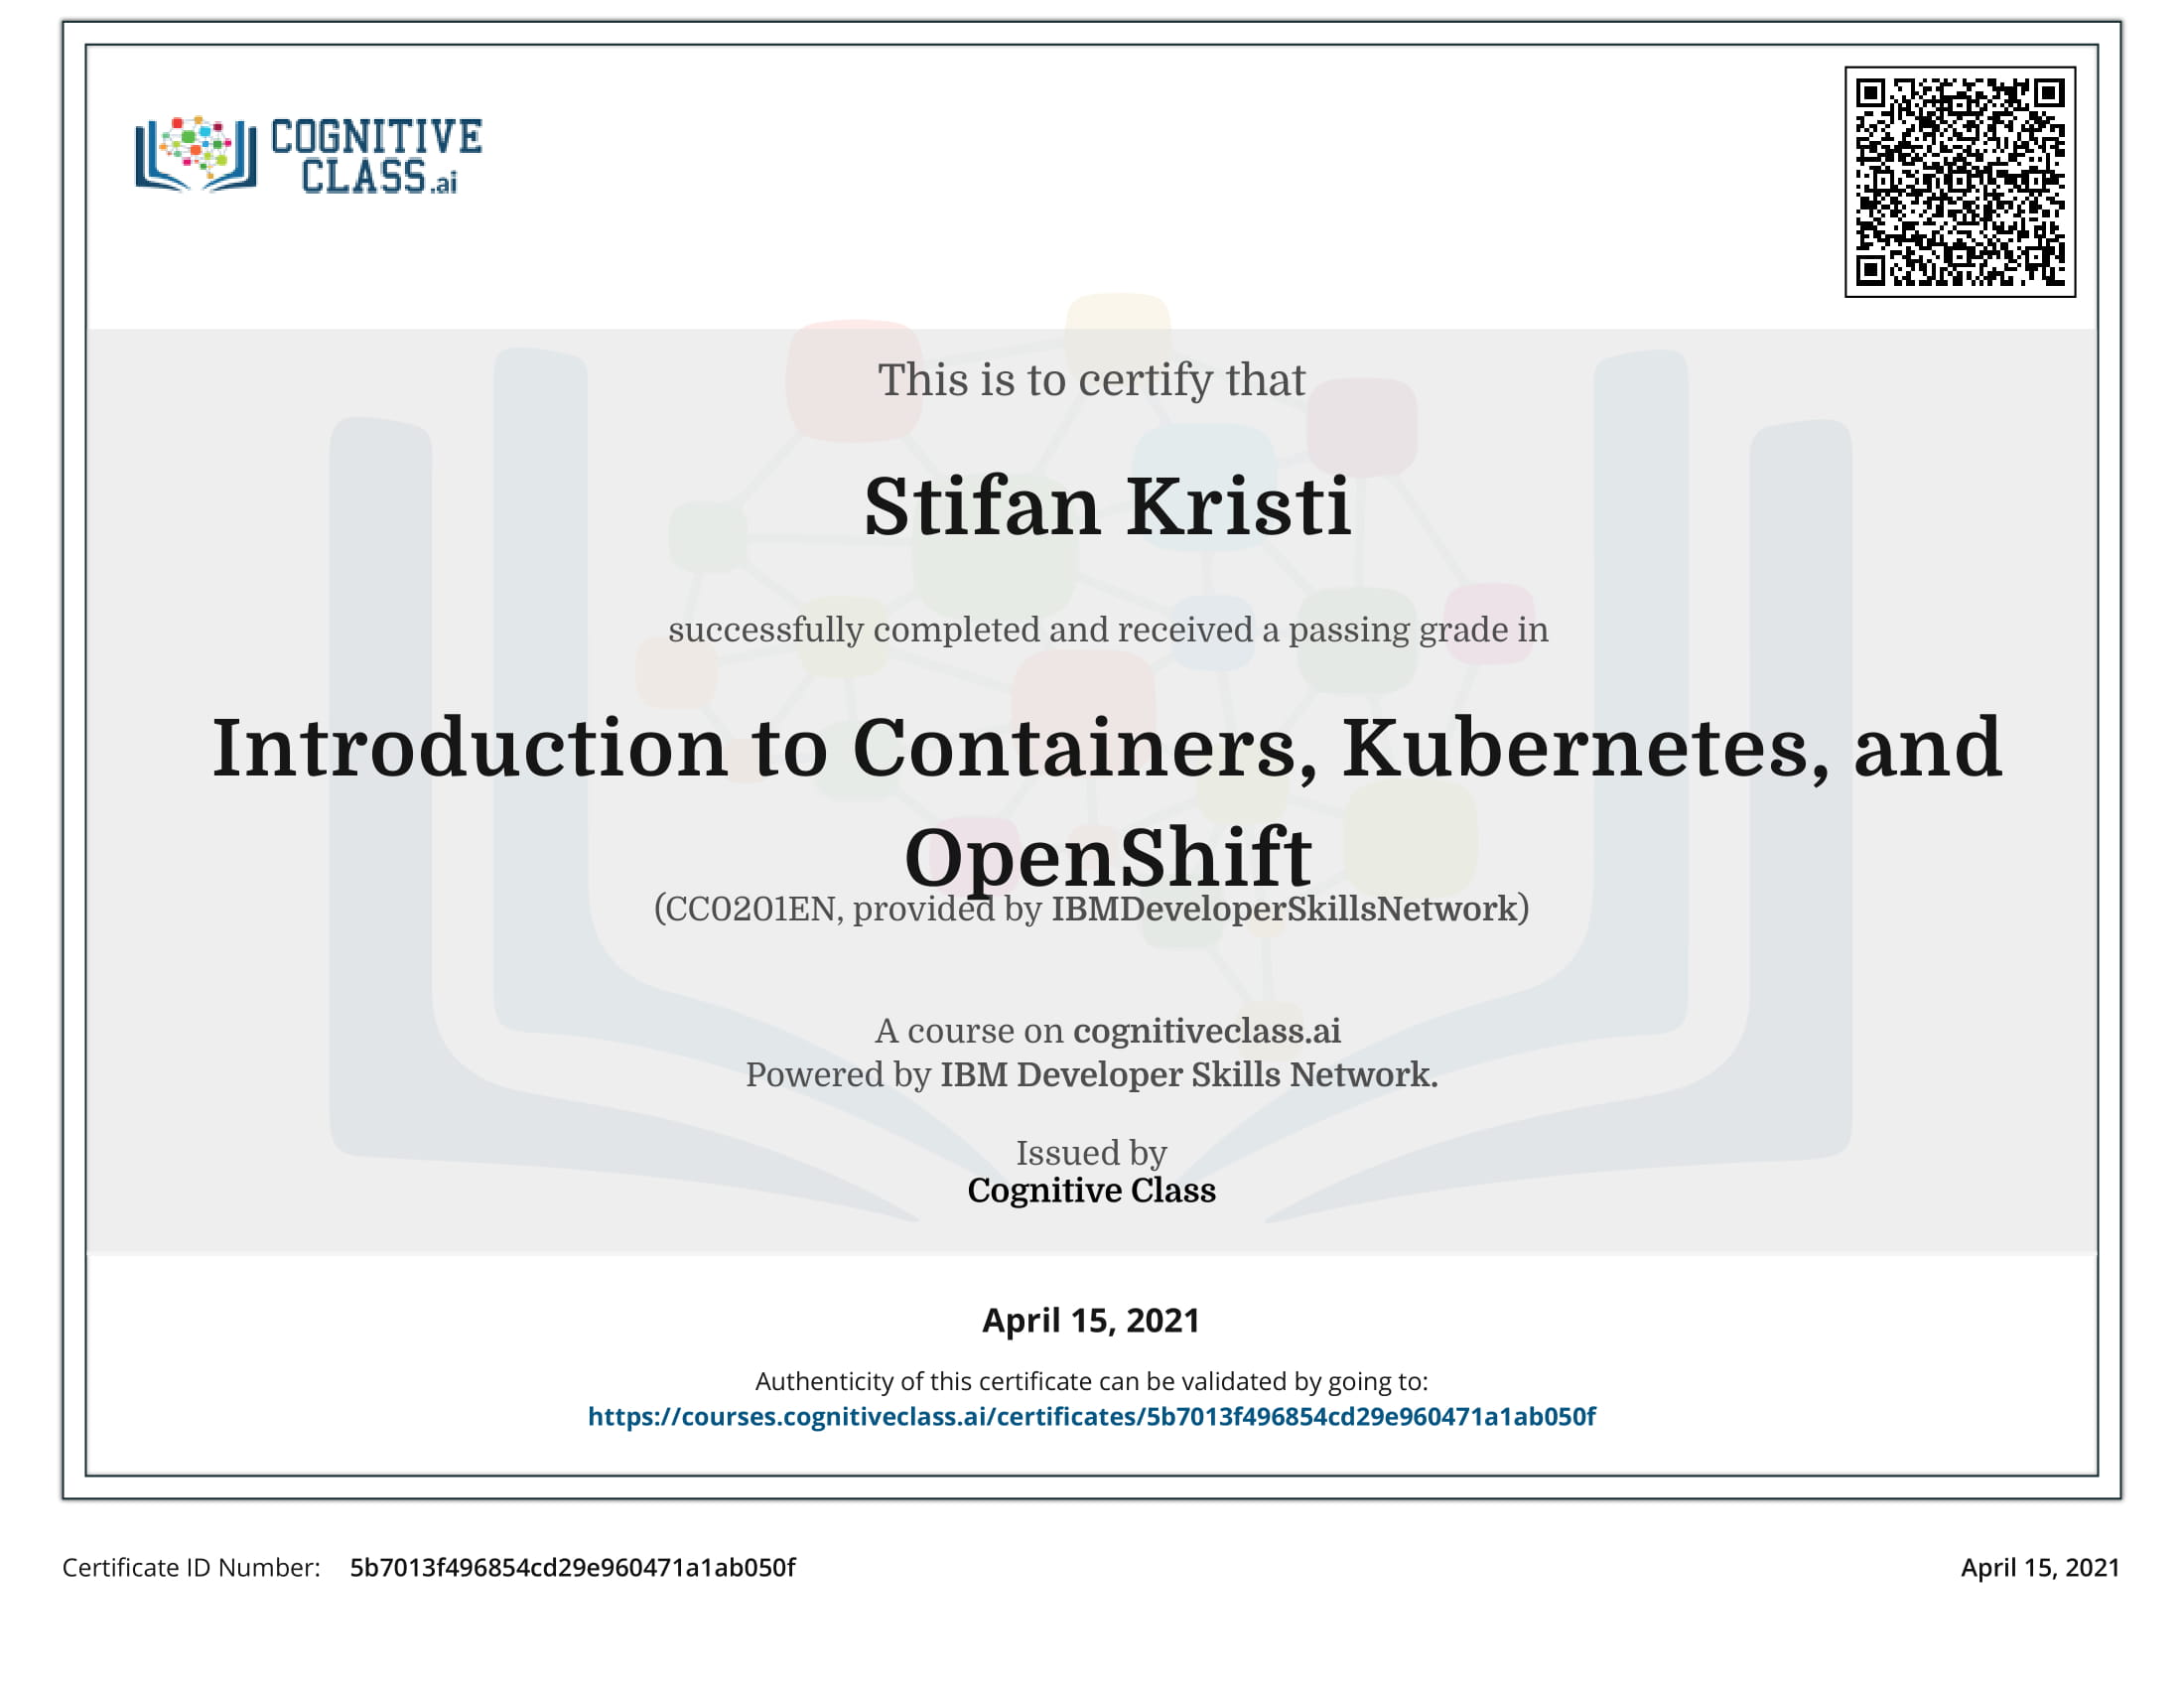 COGNITIVE
CLASS.ai
This is to certify that
Stifan Kristi
successfully completed and received a passing grade in
Introduction to Containers, Kubernetes, and
OpenShift
(CC0201EN, provided by IBMDeveloperSkillsNetwork)
A course on cognitiveclass.ai
Powered by IBM Developer Skills Network.
Issued by
Cognitive Class
April 15, 2021
Authenticity of this certificate can be validated by going to:
https://courses.cognitiveclass.ai/certificates/5b7013f496854cd29e960471a1ab050f
Certificate ID Number: 5b7013f496854cd29e960471a1ab050f
April 15, 2021